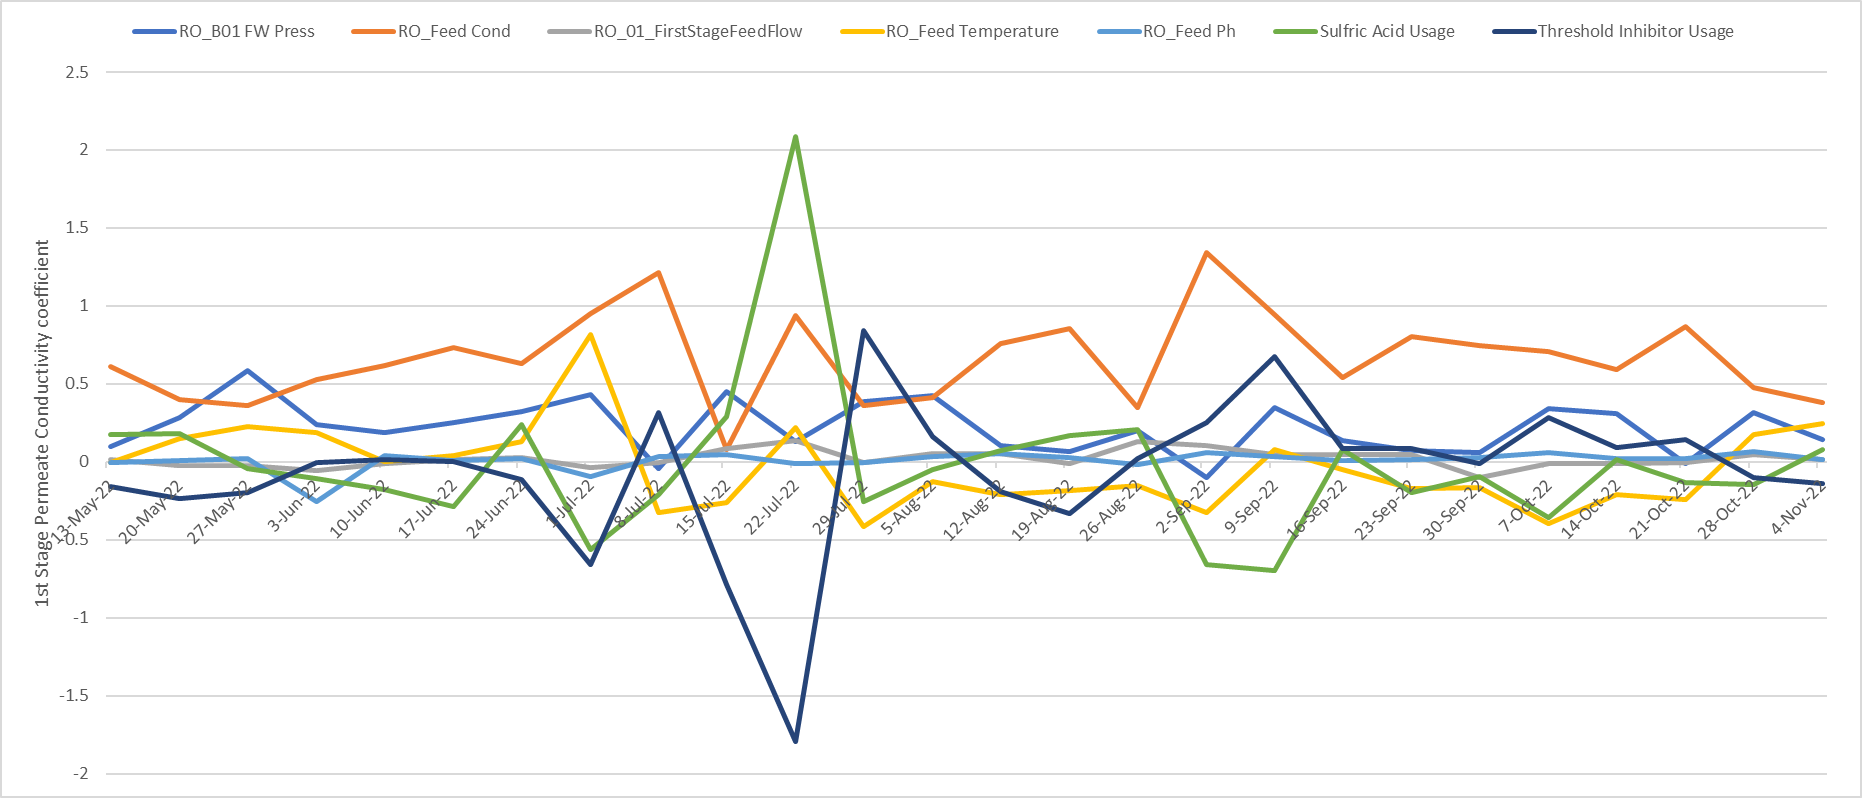 RO_B01 FW Press RO_Feed Cond RO_01_FirstStageFeedFlow RO_Feed Temperature RO_Feed Ph Sulfric Acid Usage Threshold Inhibitor Usage
1st Stage Permeate Conductivity coefficient
2.5
2
1.5
1
0.5
0
-0.5
-1
-1.5
-2
13-May-22
20-May-22
27-May-22
3-Jun-22
10-Jun-22
17-Jun-22
24-Jun-22
1-Jul-22
8-Jul-22
15-Jul-22
22-Jul-22
29-Jul-22
5-Aug-22
12-Aug-22
19-Aug-22
26-Aug-22
2-Sep-22
9-Sep-22
16-Sep-22
23-Sep-22
30-Sep-22
7-Oct-22
14-Oct-22
21-Oct-22
28-Oct-22
4-Nov-22